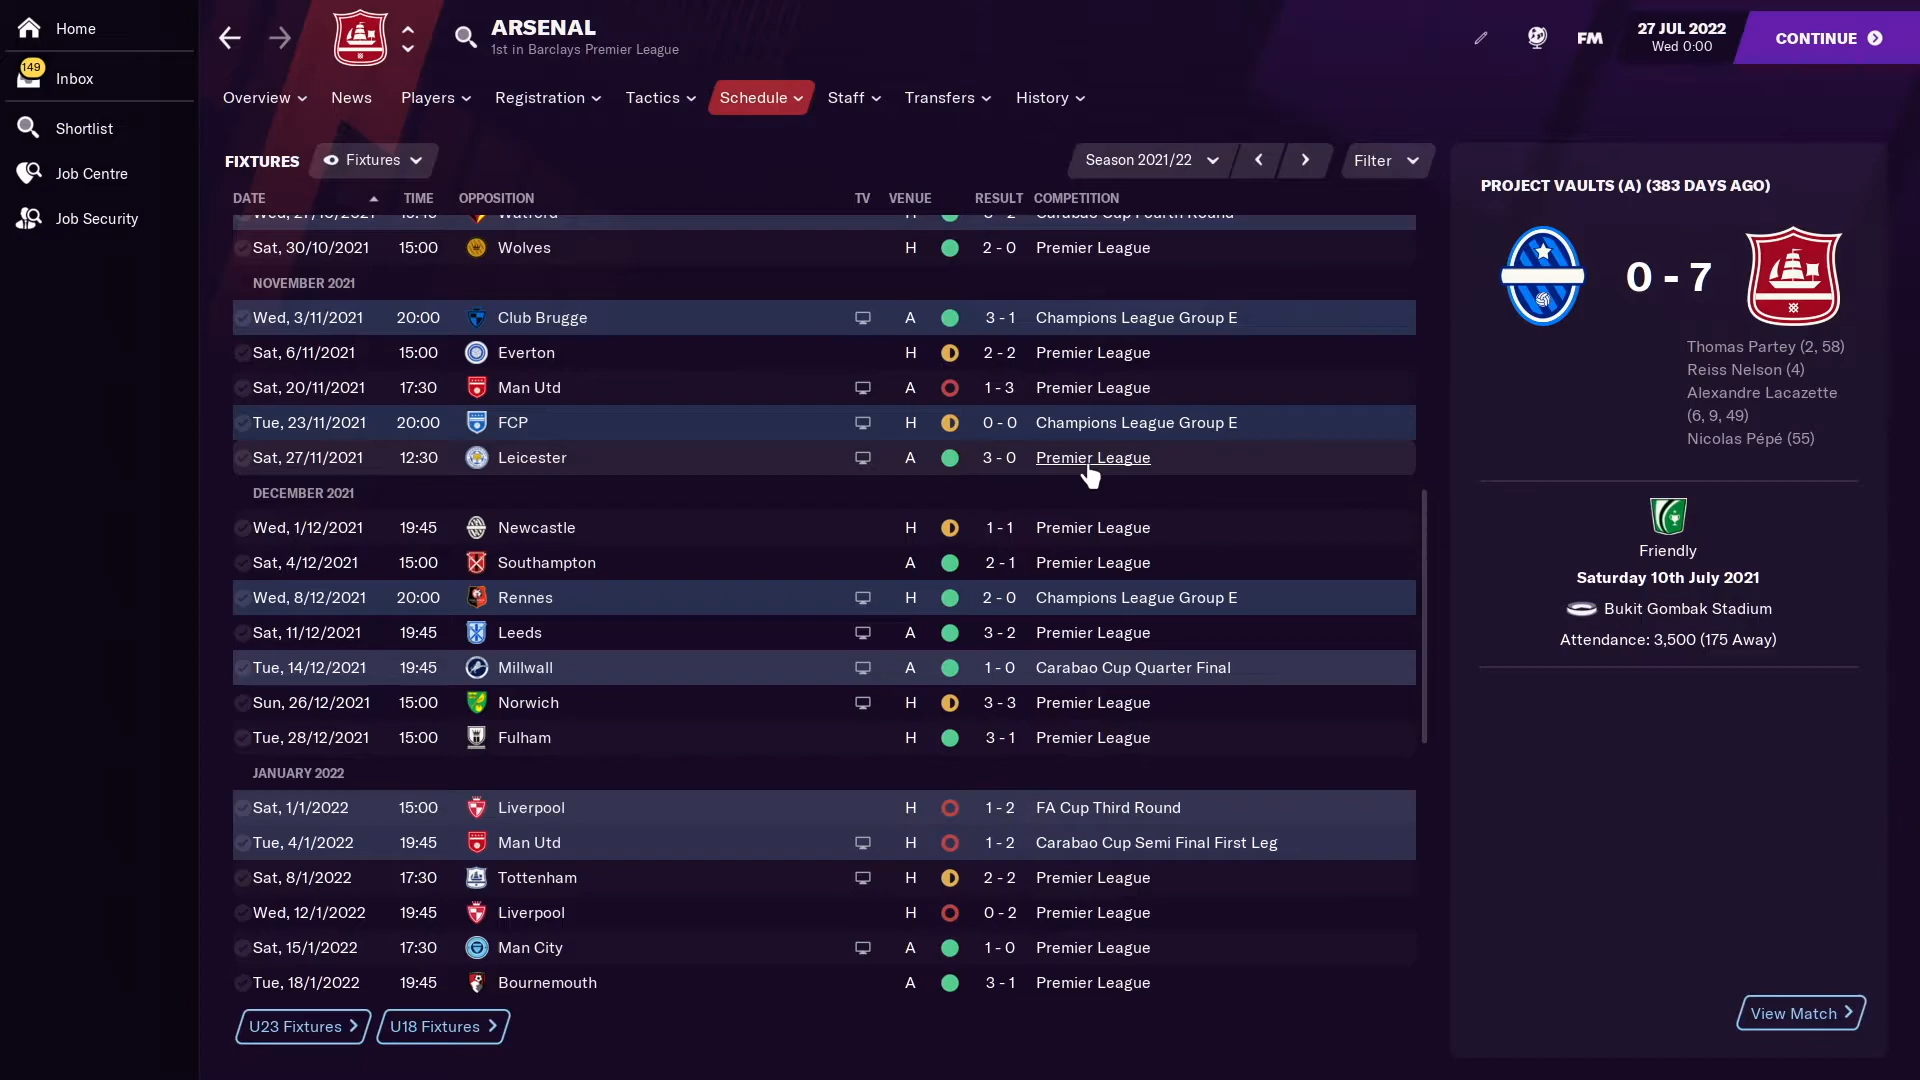 Home
149
Inbox
Shortlist
Job Centre
Job Security
ARSENAL
1st in Barclays Premier League
FM
27 JUL 2022
Wed 0:00
CONTINUE
Overview News Players Registration Tactics Schedule Staff Transfers History
FIXTURES Fixtures Season 2021/22 Filter
DATE TIME OPPOSITION TV VENUE RESULT COMPETITION
Watford Carabao Cup Fourth Round
Sat, 30/10/2021 15:00 Wolves H 2 - 0 Premier League
NOVEMBER 2021
Wed, 3/11/2021 20:00 Club Brugge A 3 - 1 Champions League Group E
Sat, 6/11/2021 15:00 Everton H 2 - 2 Premier League
Sat, 20/11/2021 17:30 Man Utd A 1 - 3 Premier League
Tue, 23/11/2021 20:00 FCP H 0 - 0 Champions League Group E
Sat, 27/11/2021 12:30 Leicester A 3 - 0 Premier League
DECEMBER 2021
Wed, 1/12/2021 19:45 Newcastle H 1 - 1 Premier League
Sat, 4/12/2021 15:00 Southampton A 2 - 1 Premier League
Wed, 8/12/2021 20:00 Rennes H 2 - 0 Champions League Group E
Sat, 11/12/2021 19:45 Leeds A 3 - 2 Premier League
Tue, 14/12/2021 19:45 Millwall A 1 - 0 Carabao Cup Quarter Final
Sun, 26/12/2021 15:00 Norwich H 3 - 3 Premier League
Tue, 28/12/2021 15:00 Fulham H 3 - 1 Premier League
JANUARY 2022
Sat, 1/1/2022 15:00 Liverpool H 1 - 2 FA Cup Third Round
Tue, 4/1/2022 19:45 Man Utd H 1 - 2 Carabao Cup Semi Final First Leg
Sat, 8/1/2022 17:30 Tottenham H 2 - 2 Premier League
Wed, 12/1/2022 19:45 Liverpool H 0 - 2 Premier League
Sat, 15/1/2022 17:30 Man City A 1 - 0 Premier League
Tue, 18/1/2022 19:45 Bournemouth A 3 - 1 Premier League
U23 Fixtures U18 Fixtures
PROJECT VAULTS (A) (383 DAYS AGO)
0 - 7
Thomas Partey (2, 58)
Reiss Nelson (4)
Alexandre Lacazette
(6, 9, 49)
Nicolas Pépé (55)
Friendly
Saturday 10th July 2021
Bukit Gombak Stadium
Attendance: 3,500 (175 Away)
View Match